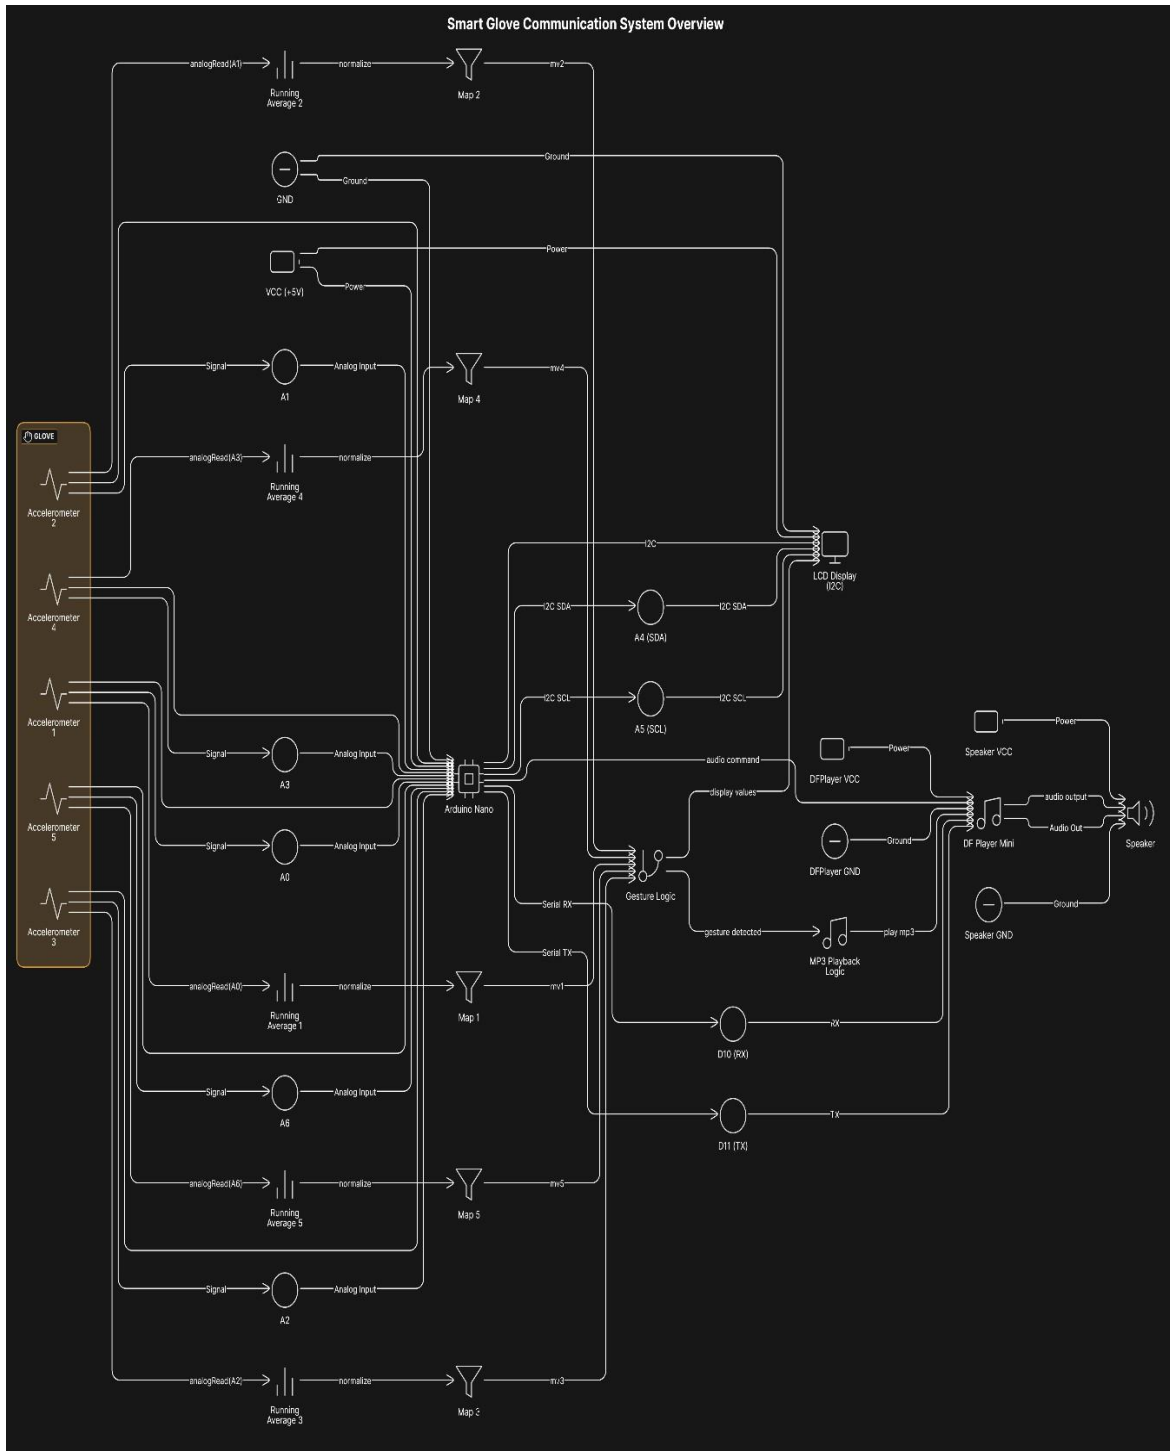 Smart Glove Communication System Overview
analogRead(A1)
normalize
mv2
Running
Average 2
Map 2
Ground
Ground
GND
Power
VCC (+5V)
Power
Signal
Analog Input
A1
mv4
Map 4
GLOVE
analogRead(A3)
normalize
Running
Average 4
Accelerometer
2
I2C
LCD Display
(I2C)
Accelerometer
4
I2C SDA
I2C SDA
A4 (SDA)
I2C SCL
I2C SCL
A5 (SCL)
Accelerometer
1
Signal
Analog Input
A3
Arduino Nano
audio command
display values
Power
DFPlayer VCC
Power
Speaker VCC
audio output
Audio Out
DF Player Mini
Speaker
Accelerometer
5
Signal
Analog Input
A0
Ground
DFPlayer GND
Gesture Logic
Ground
Speaker GND
Accelerometer
3
Serial RX
gesture detected
play mp3
MP3 Playback
Logic
Serial TX
analogRead(A0)
normalize
mv1
Running
Average 1
Map 1
RX
D10 (RX)
Signal
Analog Input
A6
TX
D11 (TX)
analogRead(A6)
normalize
mv5
Running
Average 5
Map 5
Signal
Analog Input
A2
analogRead(A2)
normalize
mv3
Running
Average 3
Map 3